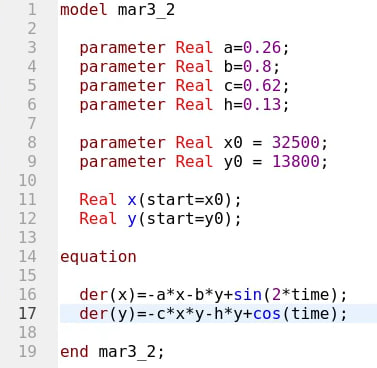 1 model mar3_2
2
3 parameter Real a=0.26;
4 parameter Real b=0.8;
5 parameter Real c=0.62;
6 parameter Real h=0.13;
7
8 parameter Real x0 = 32500;
9 parameter Real y0 = 13800;
10
11 Real x(start=x0);
12 Real y(start=y0);
13
14 equation
15
16 der(x)=-a*x-b*y+sin(2*time);
17 der(y)=-c*x*y-h*y+cos(time);
18
19 end mar3_2;